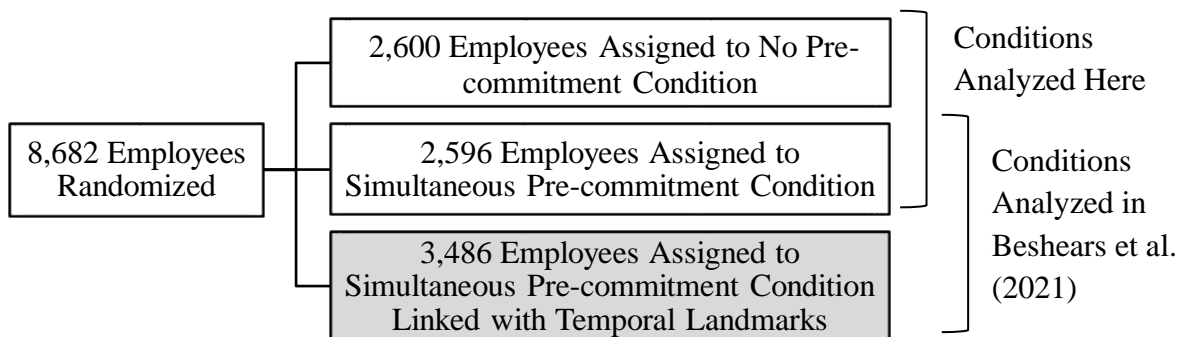 8,682 Employees
Randomized
2,600 Employees Assigned to No Pre-
commitment Condition
2,596 Employees Assigned to
Simultaneous Pre-commitment Condition
3,486 Employees Assigned to
Simultaneous Pre-commitment Condition
Linked with Temporal Landmarks
Conditions
Analyzed Here
Conditions
Analyzed in
Beshears et al.
(2021)